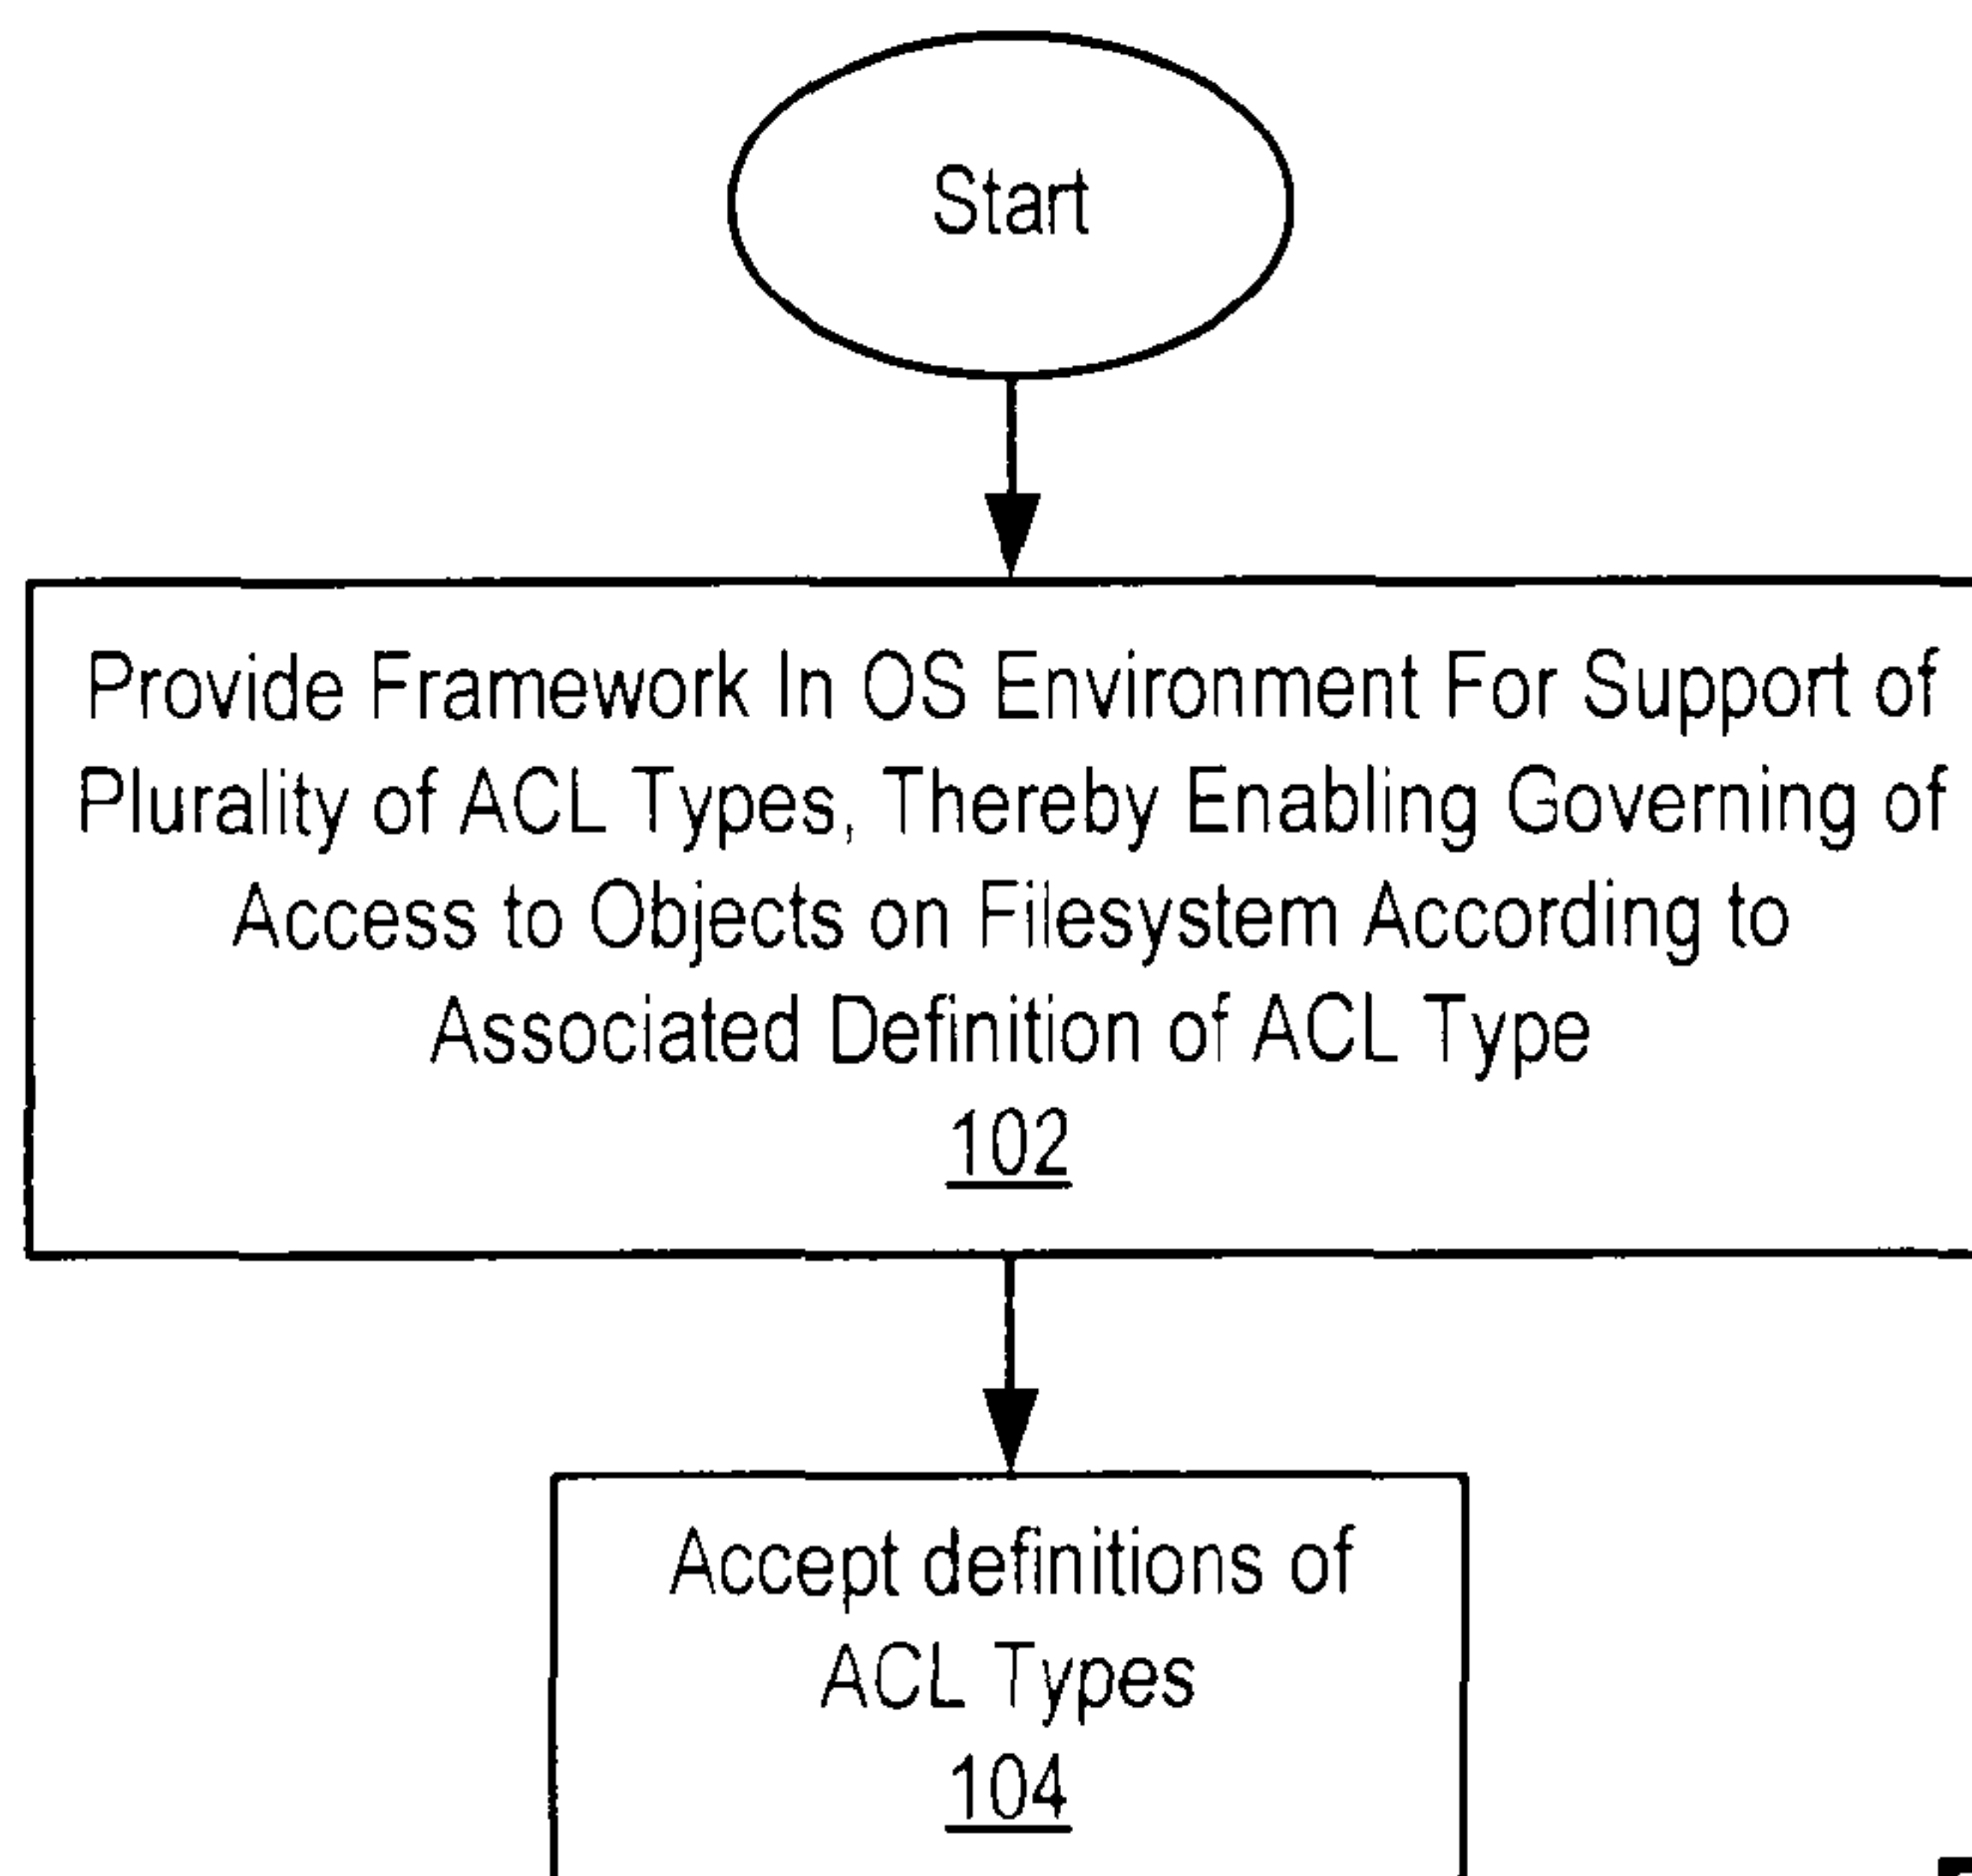 Start
Provide Framework In OS Environment For Support of
Plurality of ACL Types, Thereby Enabling Governing of
Access to Objects on Filesystem According to
Associated Definition of ACL Type
102
Accept definitions of
ACL Types
104